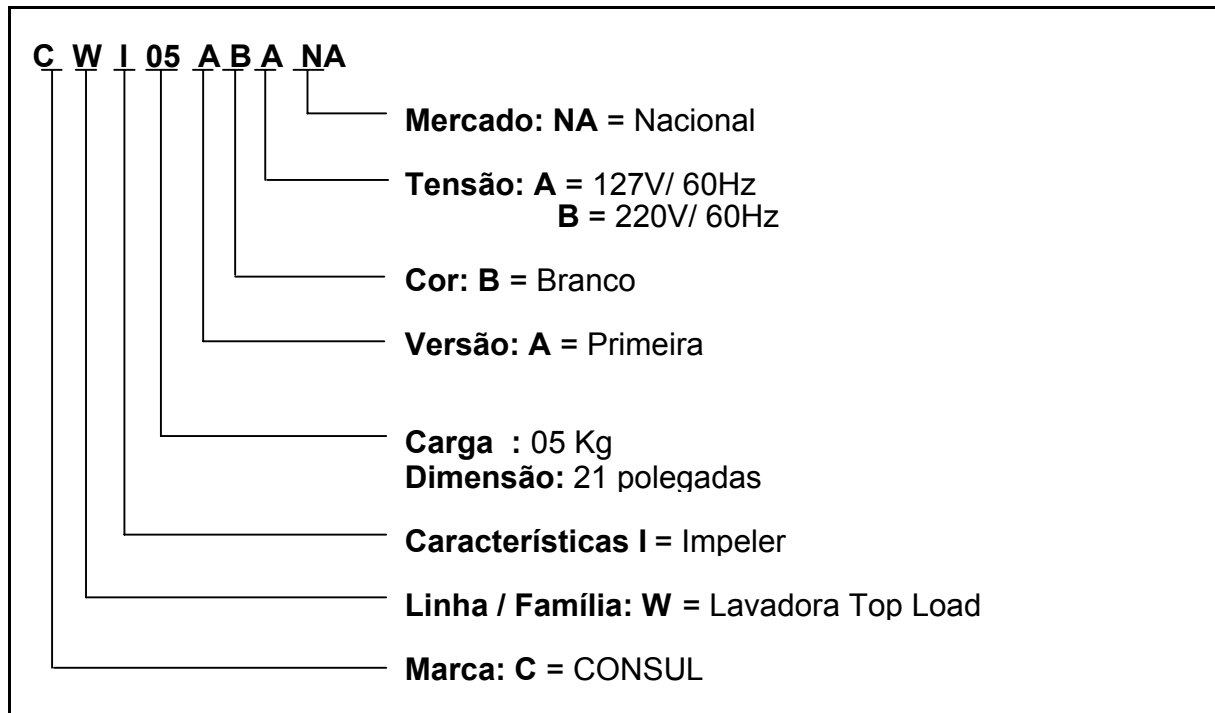 C W I 05 A B A NA
Mercado: NA = Nacional
Tensão: A = 127V/ 60Hz
B = 220V/ 60Hz
Cor: B = Branco
Versão: A = Primeira
Carga : 05 Kg
Dimensão: 21 polegadas
Características I = Impeler
Linha / Família: W = Lavadora Top Load
Marca: C = CONSUL